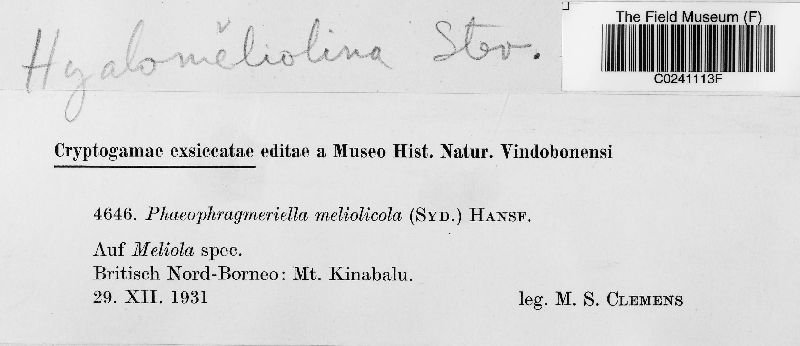 The Field Museum (F)
C0241113F
Hyaloměliolina Stev.
Cryptogamae exsiccatae editae a Museo Hist. Natur. Vindobonensi
4646. Phaeophragmeriella meliolicola (SYD.) HANSF.
Auf Meliola spec.
Britisch Nord-Borneo: Mt. Kinabalu.
29. XII. 1931 leg. M. S. CLEMENS